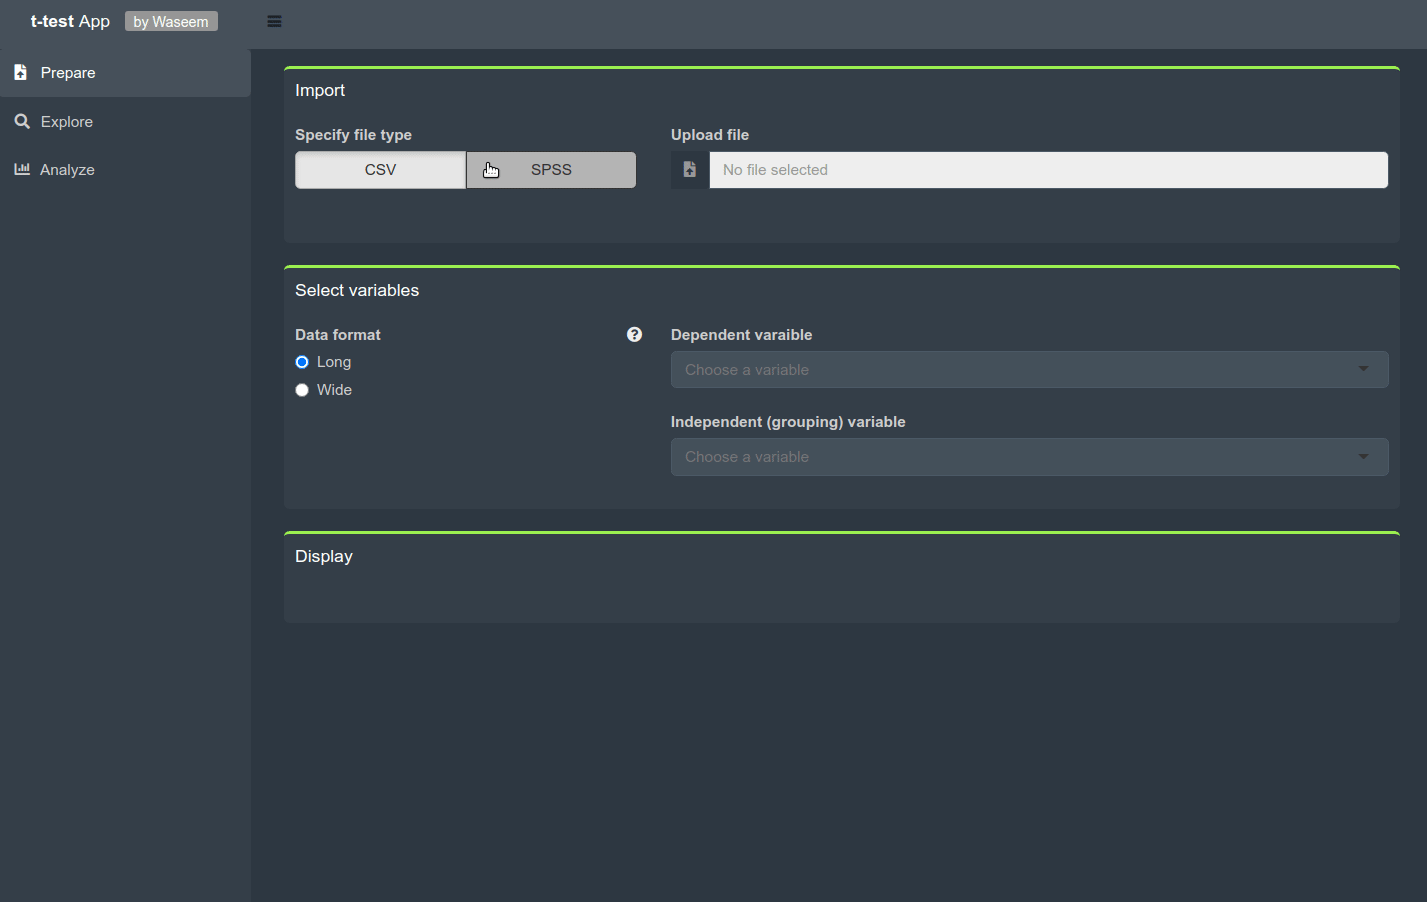 t-test App by Waseem
Prepare
Explore
Analyze
Import
Specify file type
CSV
SPSS
Upload file
No file selected
Select variables
Data format
Long
Wide
Dependent varaible
Choose a variable
Independent (grouping) variable
Choose a variable
Display